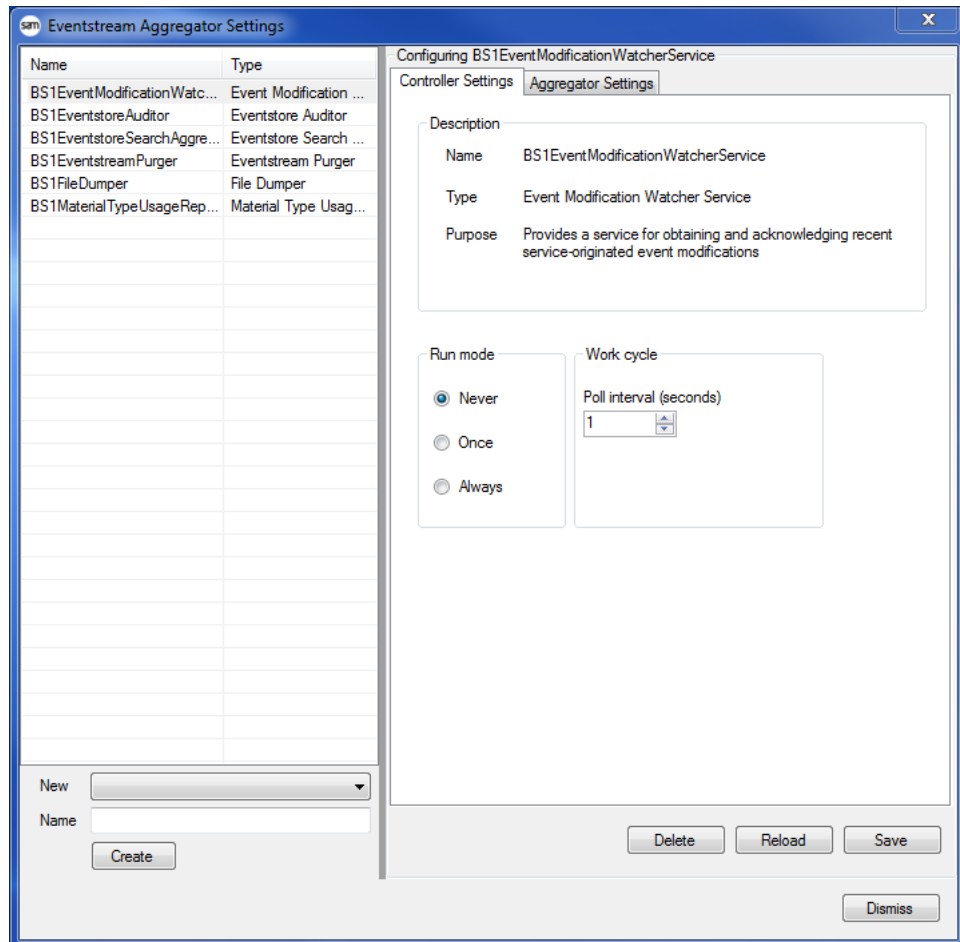 sam Eventstream Aggregator Settings
X
Name Type
BS1EventModificationWatc... Event Modification ...
BS1EventstoreAuditor Eventstore Auditor
BS1EventstoreSearchAggre... Eventstore Search ...
BS1EventstreamPurger Eventstream Purger
BS1FileDumper File Dumper
BS1MaterialTypeUsageRep... Material Type Usag...
New
Name
Create
Configuring BS1EventModificationWatcherService
Controller Settings Aggregator Settings
Description
Name BS1EventModificationWatcherService
Type Event Modification Watcher Service
Purpose Provides a service for obtaining and acknowledging recent
service-originated event modifications
Run mode
Never
Once
Always
Work cycle
Poll interval (seconds)
1
Delete Reload Save
Dismiss